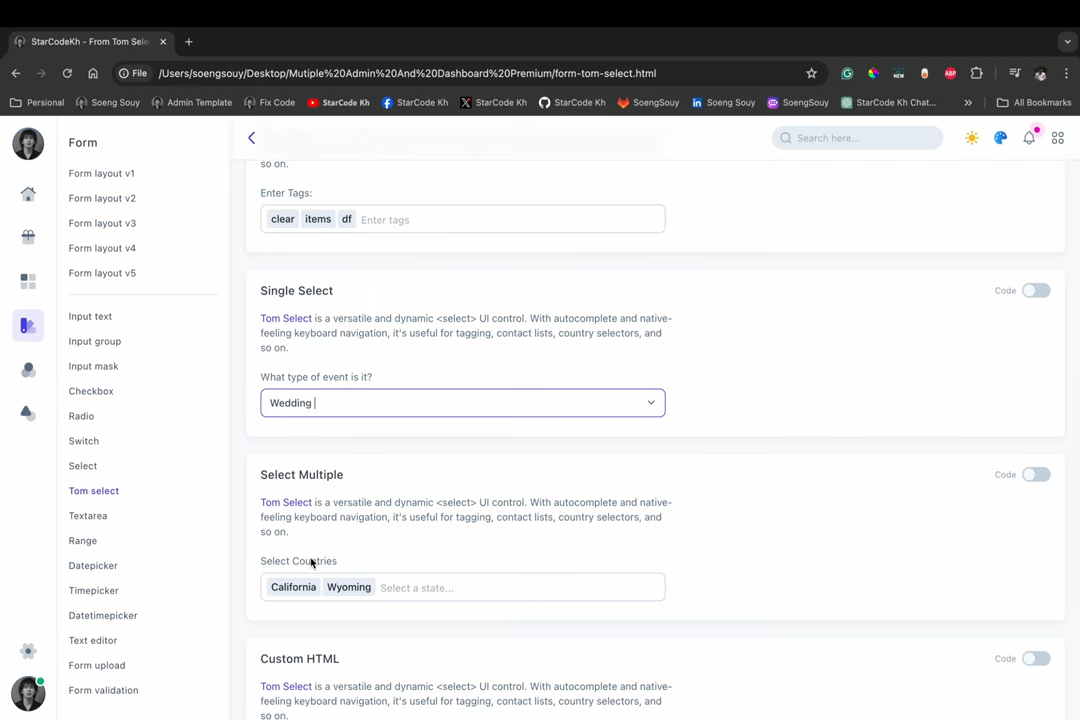 StarCodeKh - From Tom Sele
File
/Users/soengsouy/Desktop/Mutiple%20Admin%20And%20Dashboard%20Premium/form-tom-select.html
Personal
Soeng Souy
Admin Template
Fix Code
StarCode Kh
StarCode Kh
StarCode Kh
StarCode Kh
SoengSouy
Soeng Souy
SoengSouy
StarCode Kh Chat...
»
All Bookmarks
Form
Search here...
Form layout v1
Form layout v2
Form layout v3
Form layout v4
Form layout v5
Input text
Input group
Input mask
Checkbox
Radio
Switch
Select
Tom select
Textarea
Range
Datepicker
Timepicker
Datetimepicker
Text editor
Form upload
Form validation
so on.
Enter Tags:
clear items df Enter tags
Single Select
Code
Tom Select is a versatile and dynamic <select> UI control. With autocomplete and native-
feeling keyboard navigation, it's useful for tagging, contact lists, country selectors, and
so on.
What type of event is it?
Wedding
Select Multiple
Code
Tom Select is a versatile and dynamic <select> UI control. With autocomplete and native-
feeling keyboard navigation, it's useful for tagging, contact lists, country selectors, and
so on.
Select Countries
California Wyoming Select a state...
Custom HTML
Code
Tom Select is a versatile and dynamic <select> UI control. With autocomplete and native-
feeling keyboard navigation, it's useful for tagging, contact lists, country selectors, and
so on.